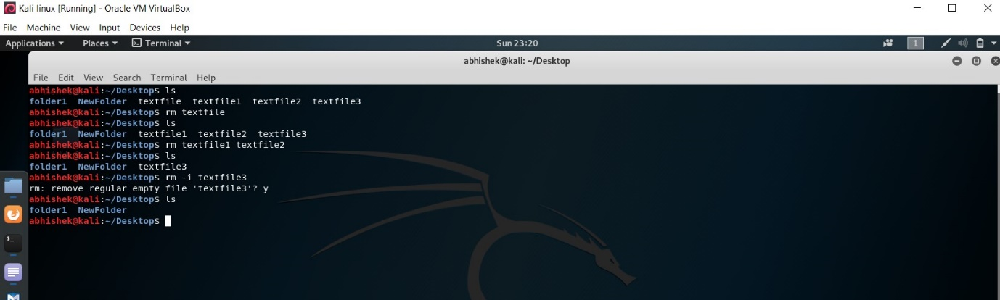 Kali linux [Running] - Oracle VM VirtualBox
File Machine View Input Devices Help
Applications Places Terminal Sun 23:20 1
abhishek@kali: ~/Desktop
File Edit View Search Terminal Help
abhishek@kali:~/Desktop$ ls
folder1 NewFolder textfile textfile1 textfile2 textfile3
abhishek@kali:~/Desktop$ rm textfile
abhishek@kali:~/Desktop$ ls
folder1 NewFolder textfile1 textfile2 textfile3
abhishek@kali:~/Desktop$ rm textfile1 textfile2
abhishek@kali:~/Desktop$ ls
folder1 NewFolder textfile3
abhishek@kali:~/Desktop$ rm -i textfile3
rm: remove regular empty file 'textfile3'? y
abhishek@kali:~/Desktop$ ls
folder1 NewFolder
abhishek@kali:~/Desktop$
$_